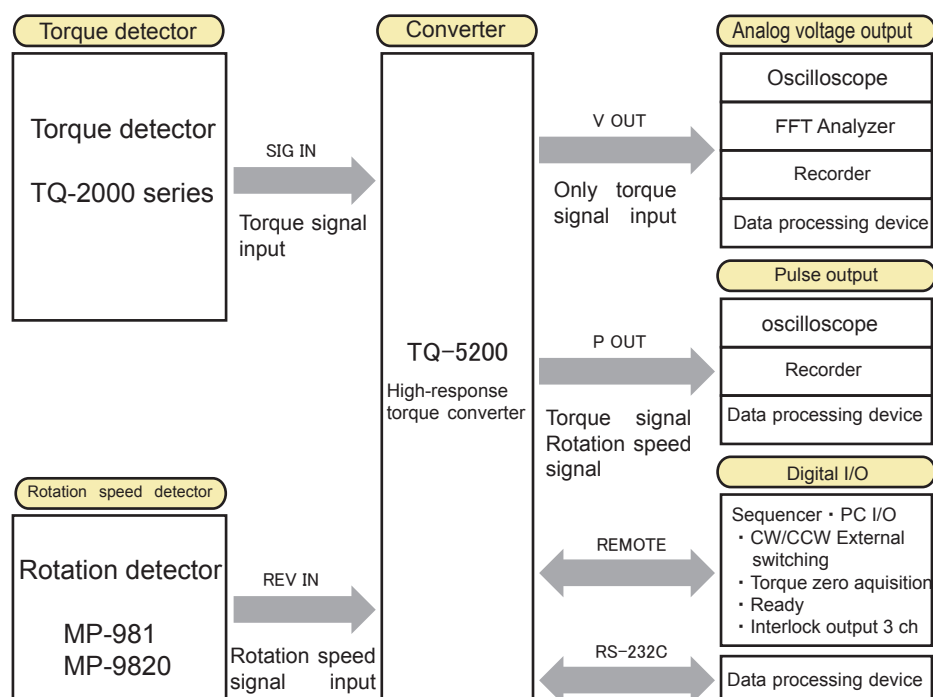 Torque detector
Torque detector
TQ-2000 series
SIG IN
Torque signal
input
Rotation speed detector
Rotation detector
MP-981
MP-9820
REV IN
Rotation speed
signal input
Converter
TQ-5200
High-response
torque converter
V OUT
Only torque
signal input
P OUT
Torque signal
Rotation speed
signal
REMOTE
RS-232C
Analog voltage output
Oscilloscope
FFT Analyzer
Recorder
Data processing device
Pulse output
oscilloscope
Recorder
Data processing device
Digital I/O
Sequencer・PC I/O
・CW/CCW External
switching
・Torque zero aquisition
・Ready
・Interlock output 3 ch
Data processing device